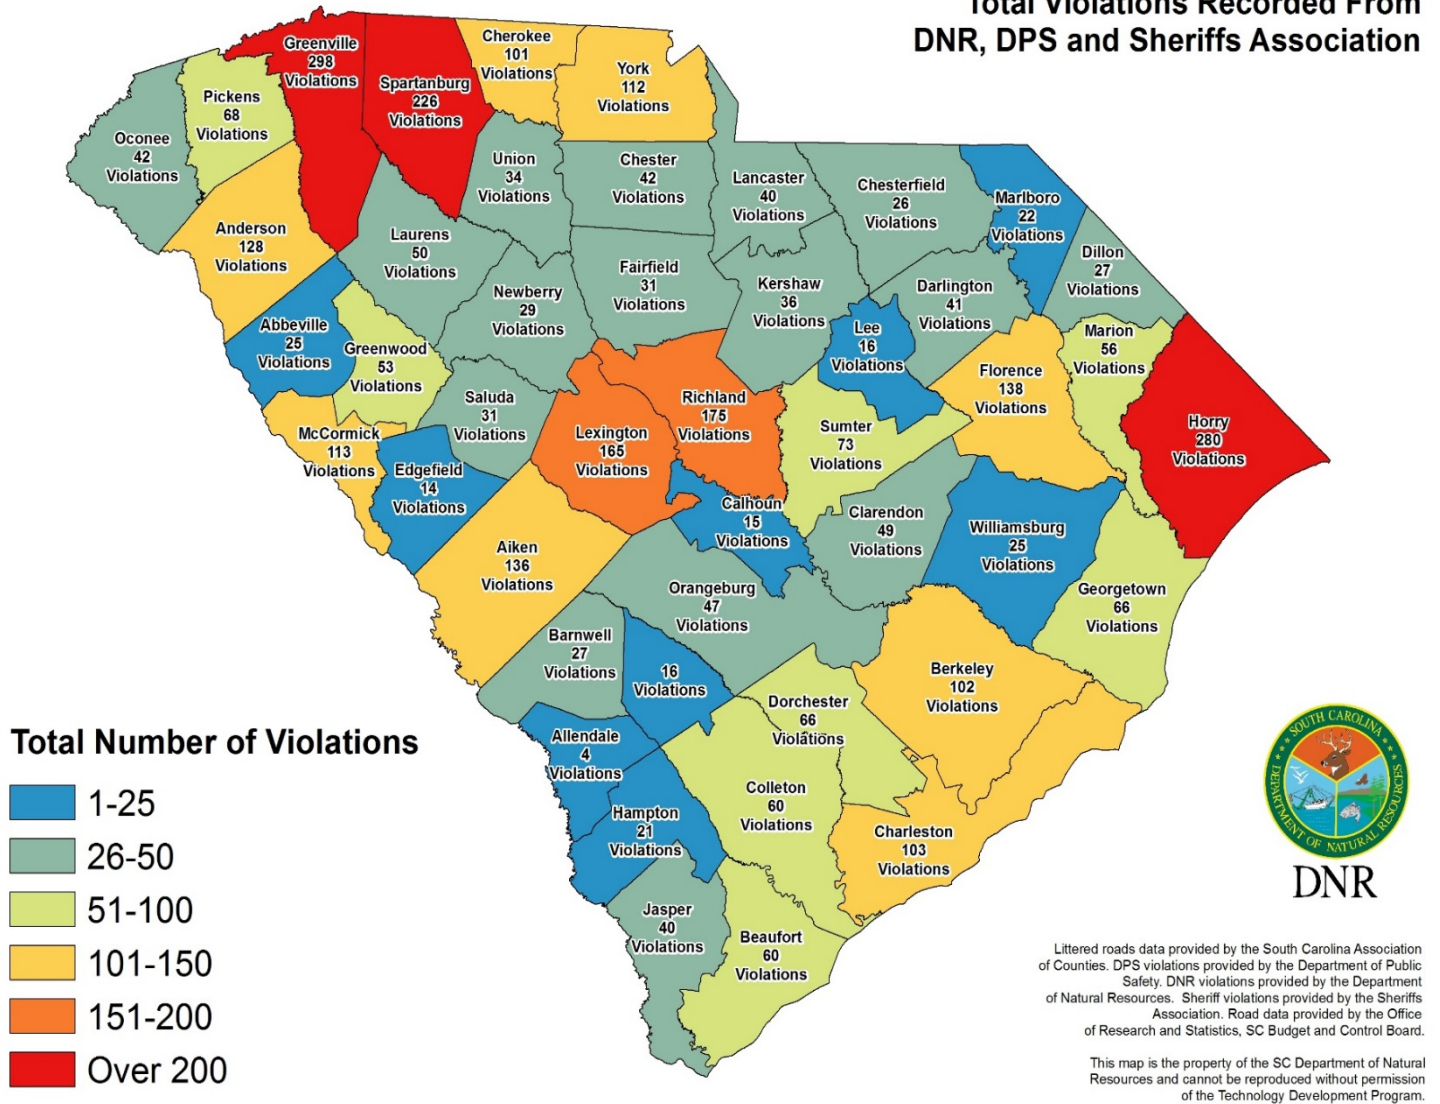 Total Violations Recorded From
DNR, DPS and Sheriffs Association
Greenville
298
Violations
Spartanburg
226
Violations
Cherokee
101
Violations
York
112
Violations
Pickens
68
Violations
Oconee
42
Violations
Union
34
Violations
Chester
42
Violations
Lancaster
40
Violations
Chesterfield
26
Violations
Marlboro
22
Violations
Anderson
128
Violations
Laurens
50
Violations
Dillon
27
Violations
Fairfield
31
Violations
Newberry
29
Violations
Kershaw
36
Violations
Darlington
41
Violations
Abbeville
25
Violations
Greenwood
53
Violations
Lee
16
Violations
Marion
56
Violations
Florence
138
Violations
Saluda
31
Violations
Richland
175
Violations
Horry
280
Violations
McCormick
113
Violations
Lexington
165
Violations
Sumter
73
Violations
Edgefield
14
Violations
Calhoun
15
Violations
Clarendon
49
Violations
Williamsburg
25
Violations
Aiken
136
Violations
Orangeburg
47
Violations
Georgetown
66
Violations
Barnwell
27
Violations
16
Violations
Berkeley
102
Violations
Dorchester
66
Violations
Allendale
4
Violations
Colleton
60
Violations
Hampton
21
Violations
Charleston
103
Violations
Jasper
40
Violations
Beaufort
60
Violations
Total Number of Violations
1-25
26-50
51-100
101-150
151-200
Over 200
SOUTH CAROLINA
DEPARTMENT OF NATURAL RESOURCES
DNR
Littered roads data provided by the South Carolina Association
of Counties. DPS violations provided by the Department of Public
Safety. DNR violations provided by the Department
of Natural Resources. Sheriff violations provided by the Sheriffs
Association. Road data provided by the Office
of Research and Statistics, SC Budget and Control Board.
This map is the property of the SC Department of Natural
Resources and cannot be reproduced without permission
of the Technology Development Program.